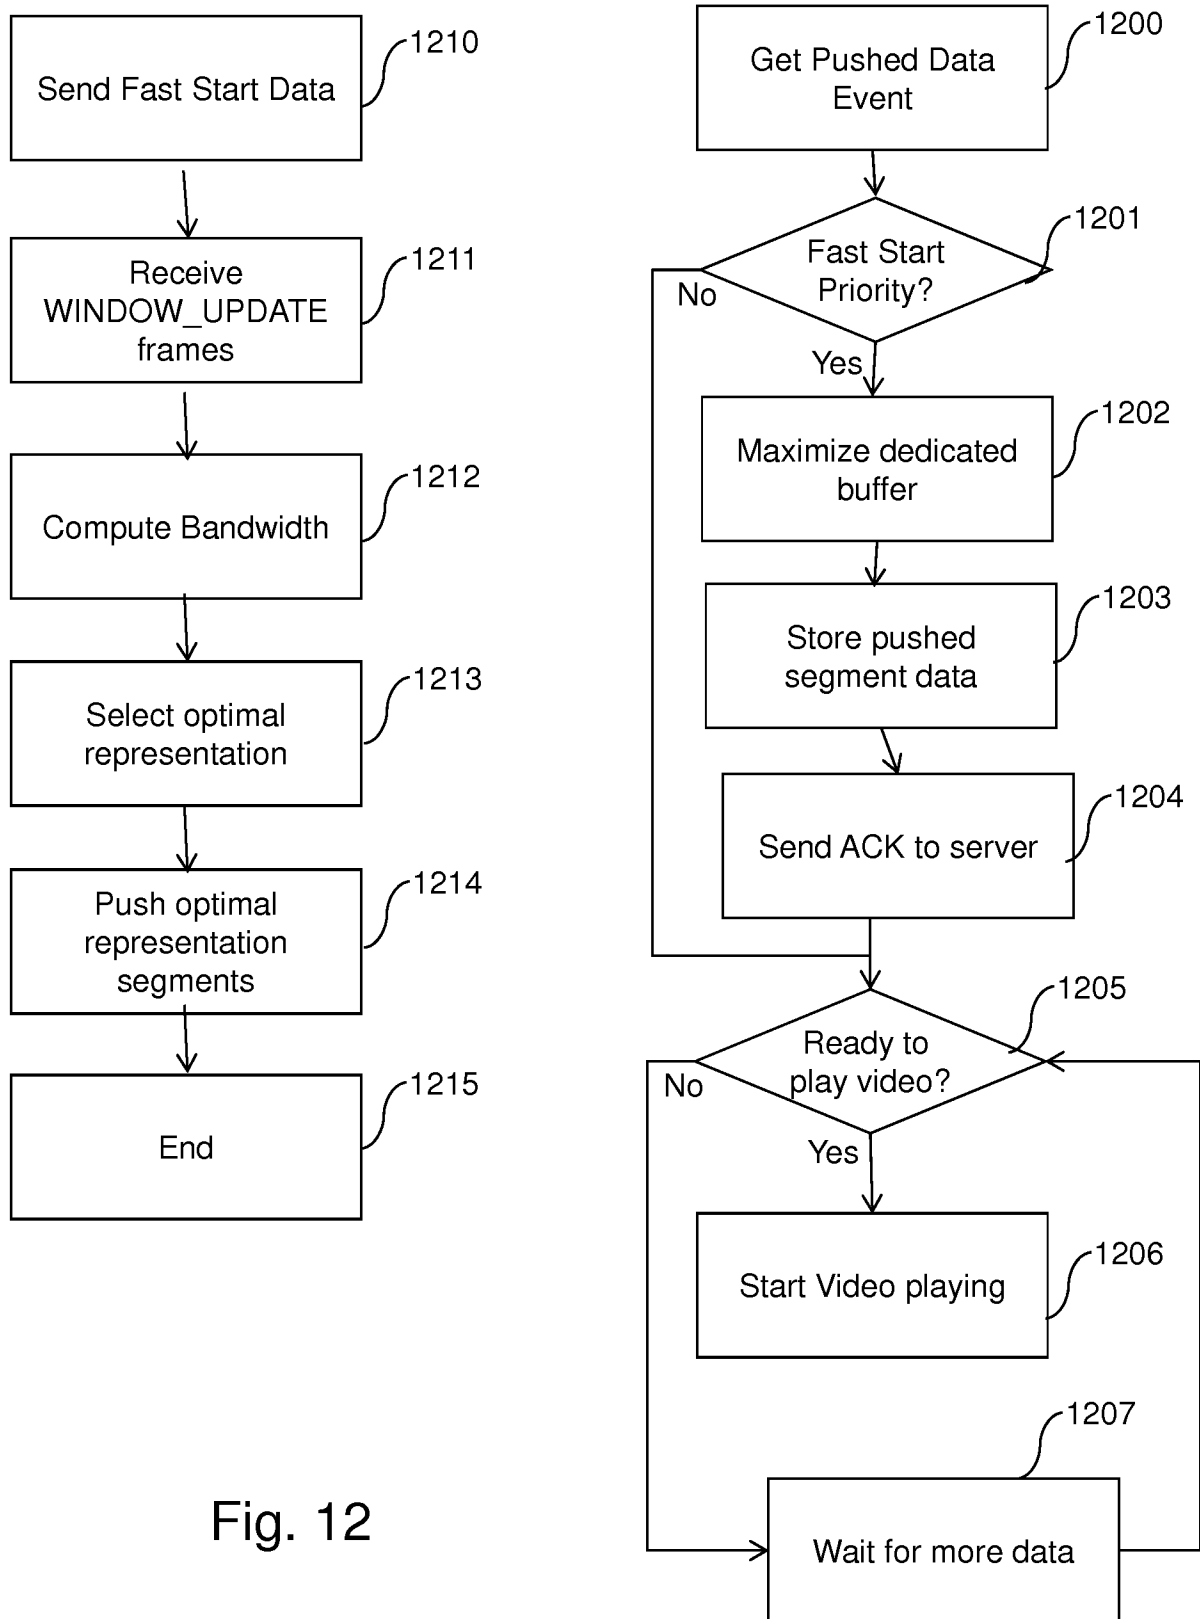 1210
Send Fast Start Data
1211
Receive
WINDOW_UPDATE
frames
1212
Compute Bandwidth
1213
Select optimal
representation
1214
Push optimal
representation
segments
1215
End
1200
Get Pushed Data
Event
1201
Fast Start
Priority?
No
Yes
1202
Maximize dedicated
buffer
1203
Store pushed
segment data
1204
Send ACK to server
1205
Ready to
play video?
No
Yes
1206
Start Video playing
1207
Wait for more data
Fig. 12